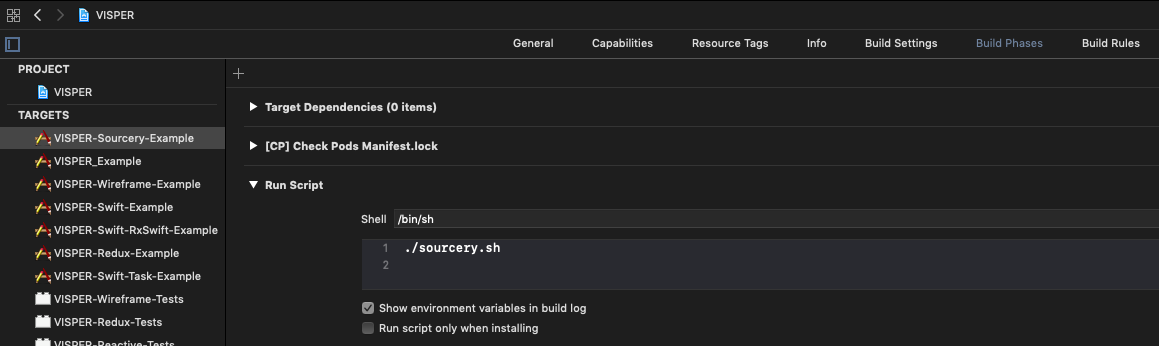 VISPER
General Capabilities Resource Tags Info Build Settings Build Phases Build Rules
PROJECT
VISPER
TARGETS
VISPER-Sourcery-Example
VISPER_Example
VISPER-Wireframe-Example
VISPER-Swift-Example
VISPER-Swift-RxSwift-Example
VISPER-Redux-Example
VISPER-Swift-Task-Example
VISPER-Wireframe-Tests
VISPER-Redux-Tests
VISPER-Reactive-Tests
Target Dependencies (0 items)
[CP] Check Pods Manifest.lock
Run Script
Shell /bin/sh
1 ./sourcery.sh
2
Show environment variables in build log
Run script only when installing